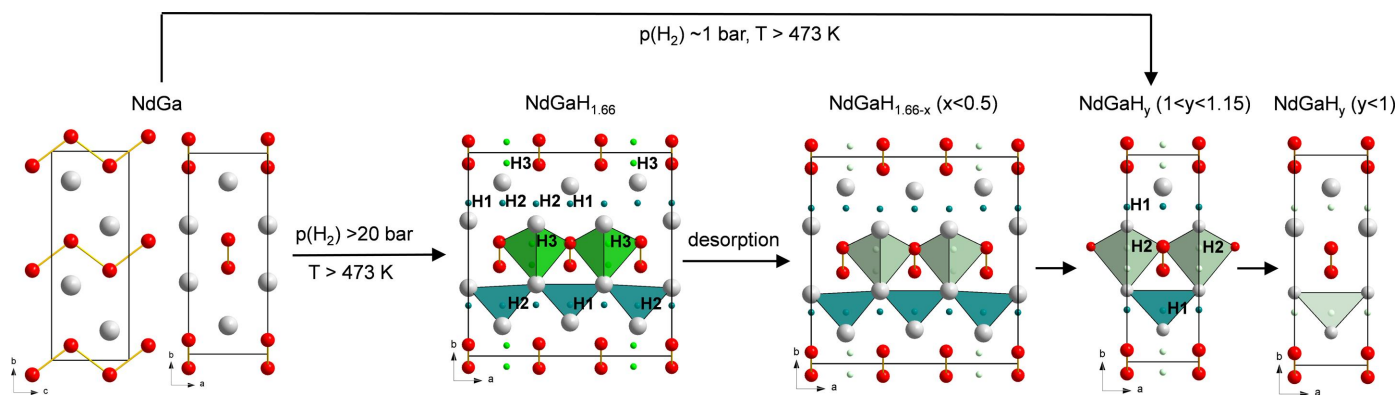 p(H2) ~1 bar, T > 473 K
NdGa
NdGaH1.66
NdGaH1.66-x (x<0.5)
NdGaHy (1<y<1.15)
NdGaHy (y<1)
H3
H3
H1
H2
H2
H1
H1
p(H2) >20 bar
T > 473 K
H3
H3
desorption
H2
H2
H2
H1
H2
H1
b
c
b
a
b
a
b
a
b
a
b
a